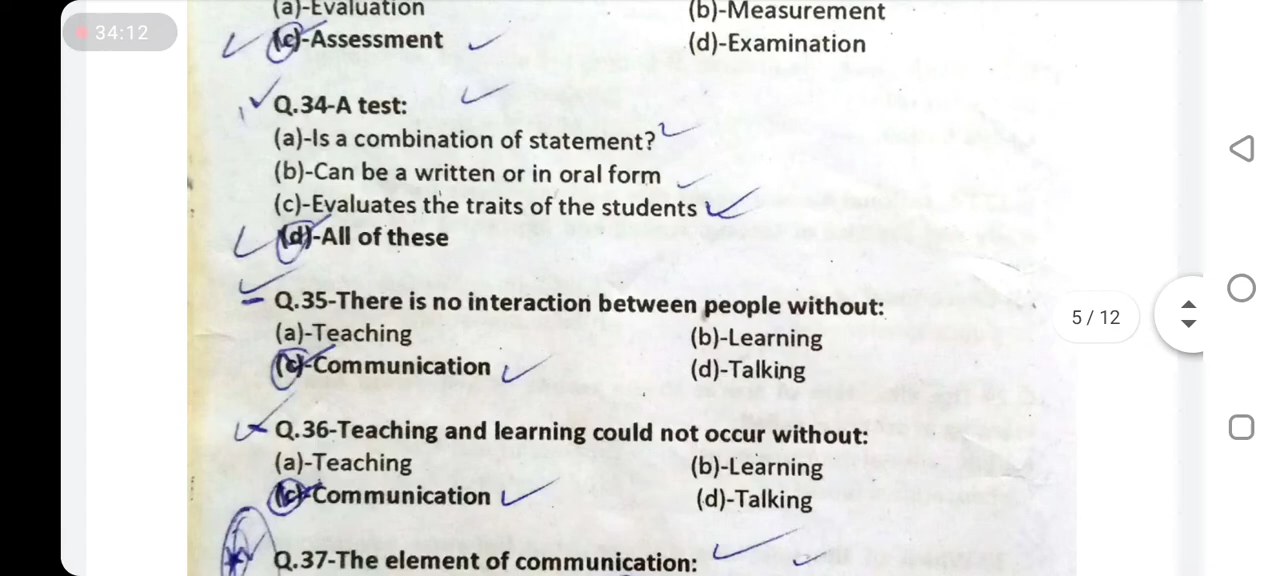 34:12
(a)-Evaluation (b)-Measurement
(c)-Assessment (d)-Examination
Q.34-A test:
(a)-Is a combination of statement?
(b)-Can be a written or in oral form
(c)-Evaluates the traits of the students
(d)-All of these
Q.35-There is no interaction between people without:
(a)-Teaching (b)-Learning
(c)-Communication (d)-Talking
5 / 12
Q.36-Teaching and learning could not occur without:
(a)-Teaching (b)-Learning
(c)-Communication (d)-Talking
Q.37-The element of communication: